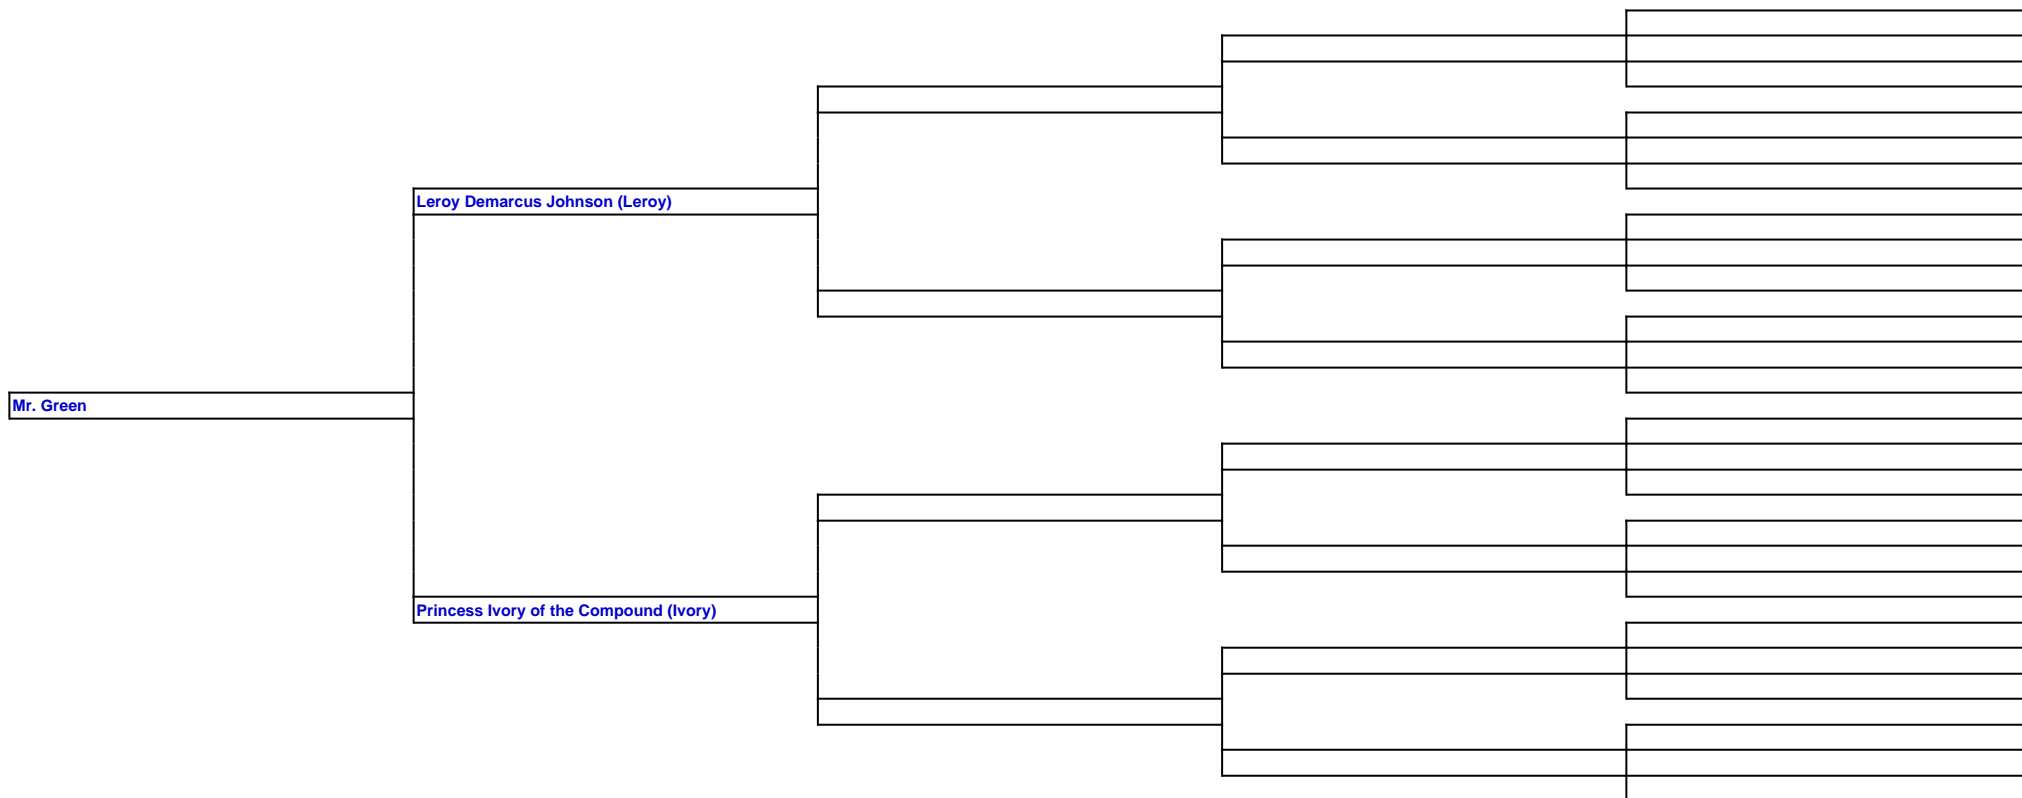 Leroy Demarcus Johnson (Leroy)
Mr. Green
Princess Ivory of the Compound (Ivory)